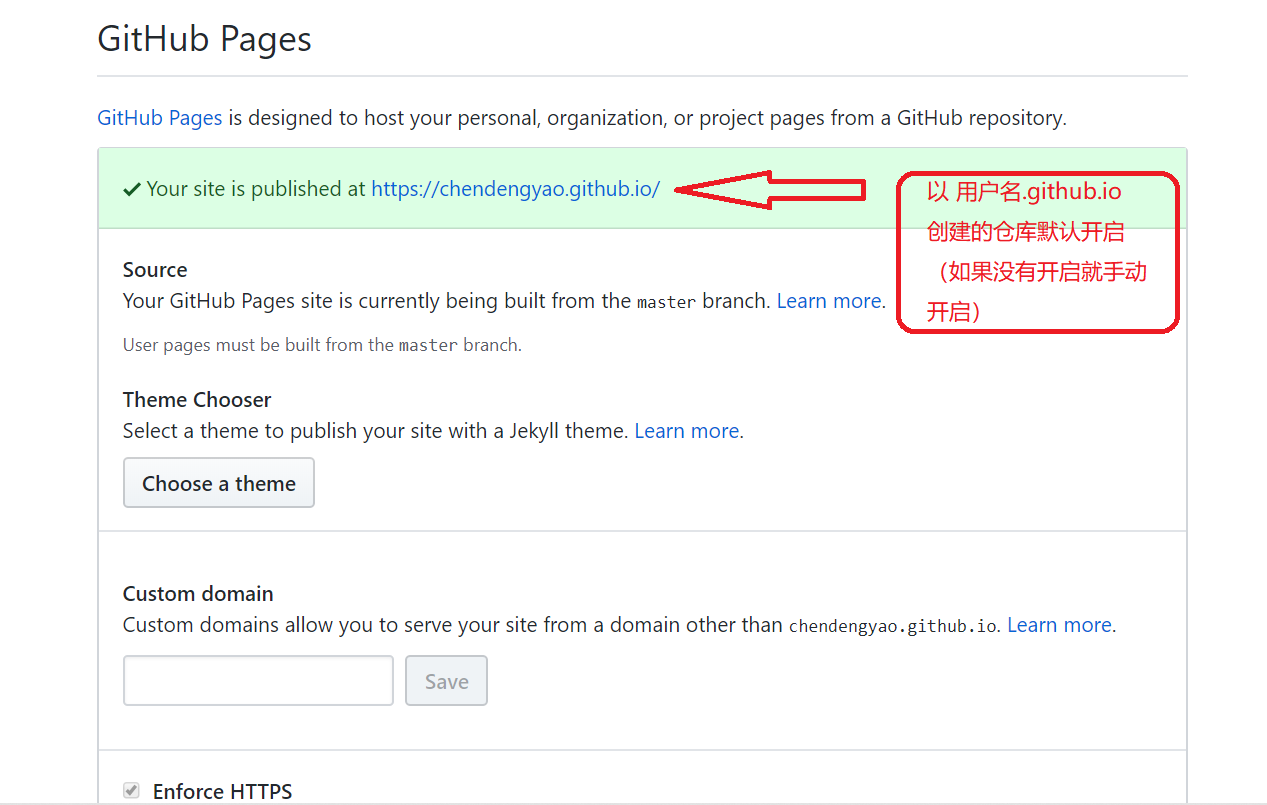 GitHub Pages
GitHub Pages is designed to host your personal, organization, or project pages from a GitHub repository.
Your site is published at https://chendengyao.github.io/
以 用户名.github.io
创建的仓库默认开启
（如果没有开启就手动
开启）
Source
Your GitHub Pages site is currently being built from the master branch. Learn more.
User pages must be built from the master branch.
Theme Chooser
Select a theme to publish your site with a Jekyll theme. Learn more.
Choose a theme
Custom domain
Custom domains allow you to serve your site from a domain other than chendengyao.github.io. Learn more.
Save
Enforce HTTPS